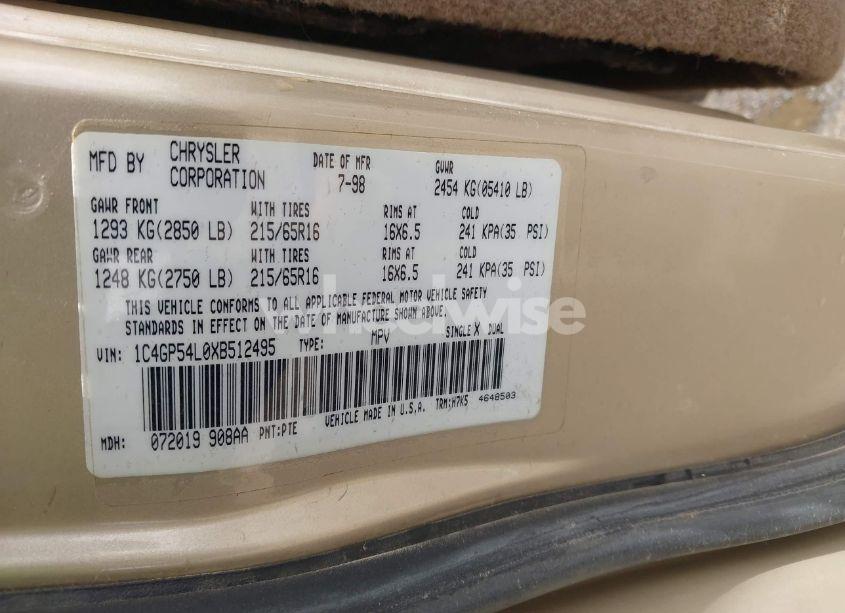 MFD BY CHRYSLER CORPORATION DATE OF MFR 7-98 GVWR 2454 KG(05410 LB)
GAWR FRONT WITH TIRES RIMS AT COLD
1293 KG(2850 LB) 215/65R16 16X6.5 241 KPA(35 PSI)
GAWR REAR WITH TIRES RIMS AT COLD
1248 KG(2750 LB) 215/65R16 16X6.5 241 KPA(35 PSI)
THIS VEHICLE CONFORMS TO ALL APPLICABLE FEDERAL MOTOR VEHICLE SAFETY
STANDARDS IN EFFECT ON THE DATE OF MANUFACTURE SHOWN ABOVE.
VIN: 1C4GP54L0XB512495 TYPE: MPV SINGLE X DUAL
MDH: 072019 908AA PNT:PTE VEHICLE MADE IN U.S.A. TRM:M7K5 4648503
wheelwise